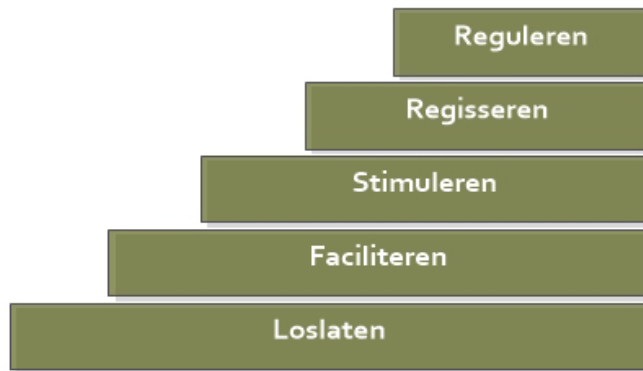 Reguleren
Regisseren
Stimuleren
Faciliteren
Loslaten